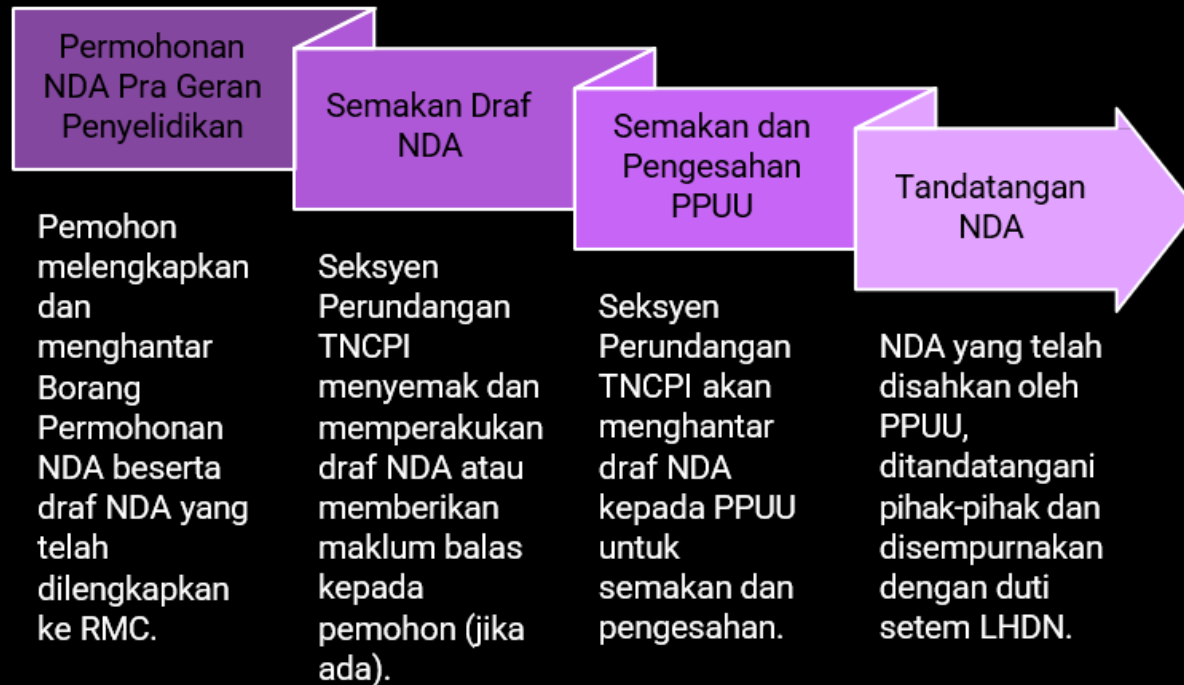 Permohonan
NDA Pra Geran
Penyelidikan
Pemohon
melengkapkan
dan
menghantar
Borang
Permohonan
NDA beserta
draf NDA yang
telah
dilengkapkan
ke RMC.
Semakan Draf
NDA
Seksyen
Perundangan
TNCPI
menyemak dan
memperakukan
draf NDA atau
memberikan
maklum balas
kepada
pemohon (jika
ada).
Semakan dan
Pengesahan
PPUU
Seksyen
Perundangan
TNCPI akan
menghantar
draf NDA
kepada PPUU
untuk
semakan dan
pengesahan.
Tandatangan
NDA
NDA yang telah
disahkan oleh
PPUU,
ditandatangani
pihak-pihak dan
disempurnakan
dengan duti
setem LHDN.